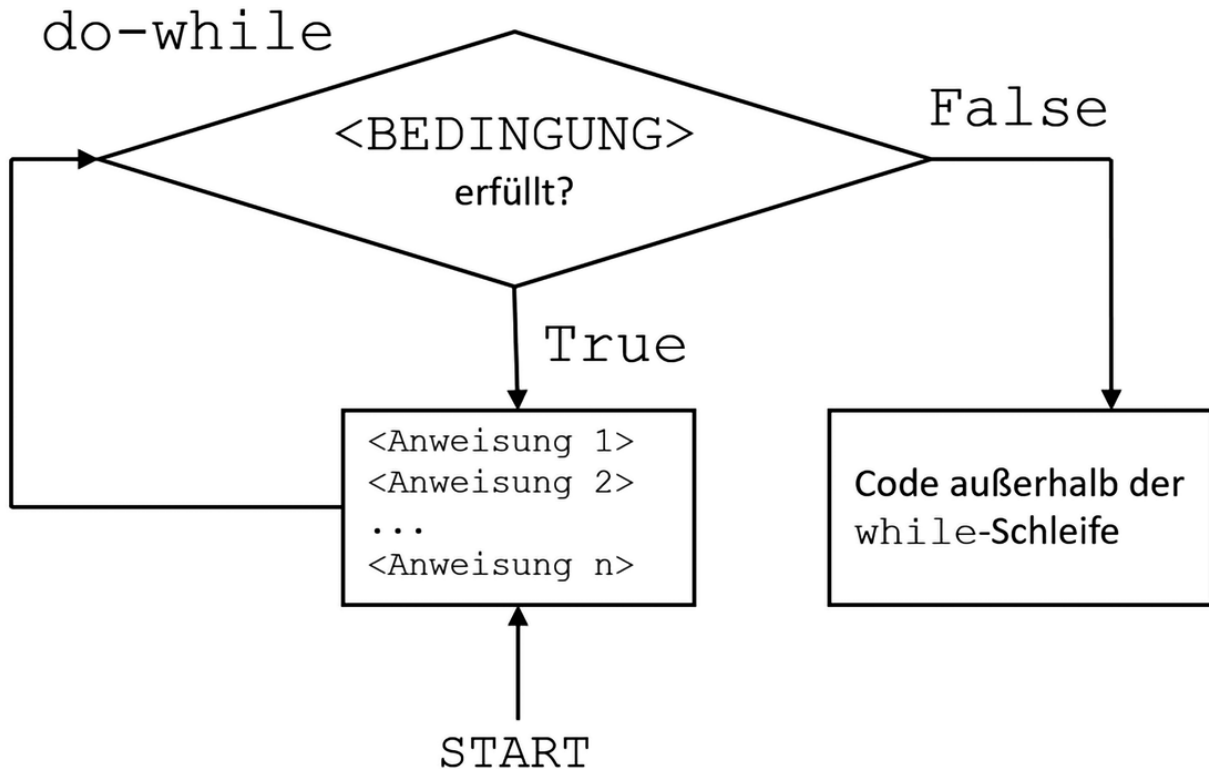 do-while
<BEDINGUNG>
erfüllt?
False
True
<Anweisung 1>
<Anweisung 2>
...
<Anweisung n>
Code außerhalb der
while-Schleife
START